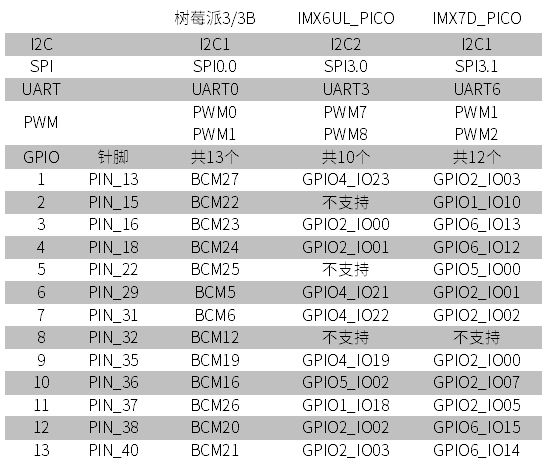 树莓派3/3B IMX6UL_PICO IMX7D_PICO
I2C I2C1 I2C2 I2C1
SPI SPI0.0 SPI3.0 SPI3.1
UART UART0 UART3 UART6
PWM PWM0 PWM7 PWM1
PWM1 PWM8 PWM2
GPIO 针脚 共13个 共10个 共12个
1 PIN_13 BCM27 GPIO4_IO23 GPIO2_IO03
2 PIN_15 BCM22 不支持 GPIO1_IO10
3 PIN_16 BCM23 GPIO2_IO00 GPIO6_IO13
4 PIN_18 BCM24 GPIO2_IO01 GPIO6_IO12
5 PIN_22 BCM25 不支持 GPIO5_IO00
6 PIN_29 BCM5 GPIO4_IO21 GPIO2_IO01
7 PIN_31 BCM6 GPIO4_IO22 GPIO2_IO02
8 PIN_32 BCM12 不支持 不支持
9 PIN_35 BCM19 GPIO4_IO19 GPIO2_IO00
10 PIN_36 BCM16 GPIO5_IO02 GPIO2_IO07
11 PIN_37 BCM26 GPIO1_IO18 GPIO2_IO05
12 PIN_38 BCM20 GPIO2_IO02 GPIO6_IO15
13 PIN_40 BCM21 GPIO2_IO03 GPIO6_IO14